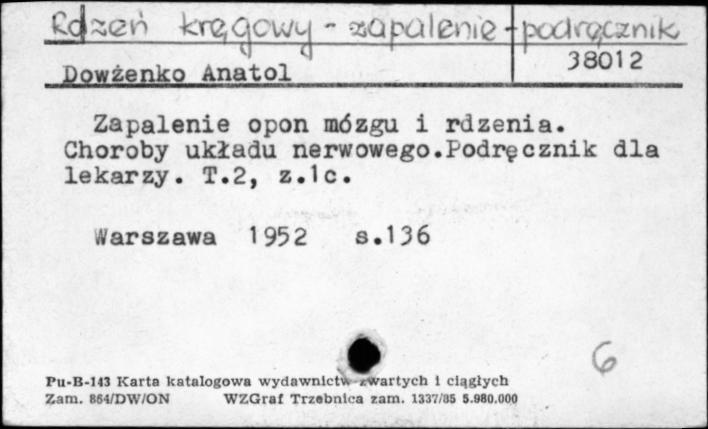 Rdzeń kręgowy - zapalenie - podręcznik
38012
Dowżenko Anatol
Zapalenie opon mózgu i rdzenia.
Choroby układu nerwowego.Podręcznik dla
lekarzy. T.2, z.1c.
Warszawa 1952 s.136
6
Pu-B-143 Karta katalogowa wydawnictw zwartych i ciągłych
Zam. 864/DW/ON WZGraf Trzebnica zam. 1337/85 5.980.000